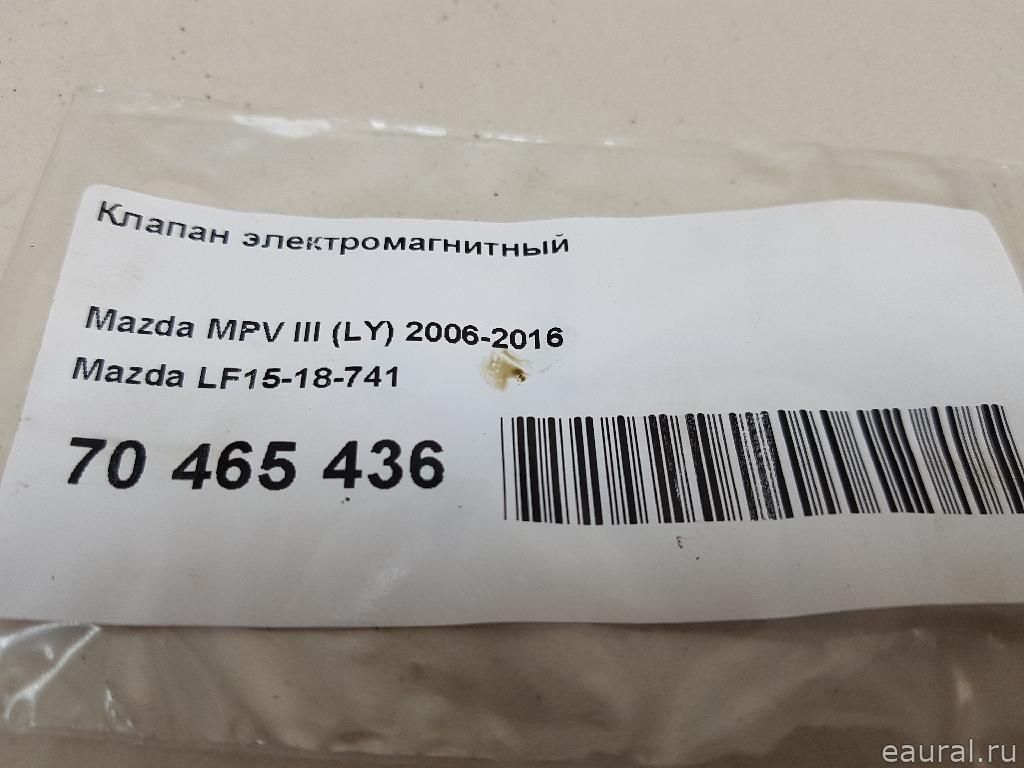 Клапан электромагнитный
Mazda MPV III (LY) 2006-2016
Mazda LF15-18-741
70 465 436
eaural.ru